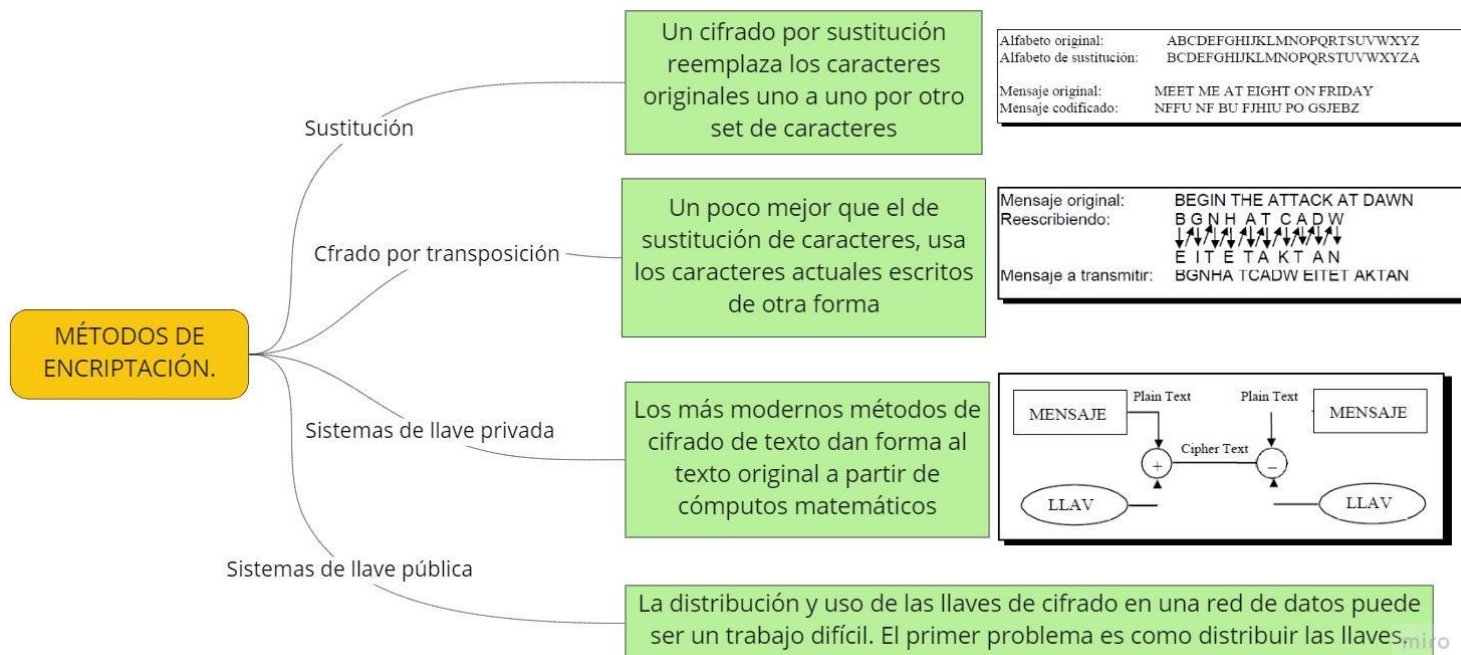 MÉTODOS DE
ENCRIPTACIÓN.
Sustitución
Un cifrado por sustitución
reemplaza los caracteres
originales uno a uno por otro
set de caracteres
Alfabeto original: ABCDEFGHIJKLMNOPQRTSUVWXYZ
Alfabeto de sustitución: BCDEFGHIJKLMNOPQRSTUVWXYZA
Mensaje original: MEET ME AT EIGHT ON FRIDAY
Mensaje codificado: NFFU NF BU FJHIU PO GSJEBZ
Cfrado por transposición
Un poco mejor que el de
sustitución de caracteres, usa
los caracteres actuales escritos
de otra forma
Mensaje original: BEGIN THE ATTACK AT DAWN
Reescribiendo: B G N H A T C A D W
E I T E T A K T A N
Mensaje a transmitir: BGNHA TCADW EITET AKTAN
Sistemas de llave privada
Los más modernos métodos de
cifrado de texto dan forma al
texto original a partir de
cómputos matemáticos
Plain Text Plain Text
MENSAJE MENSAJE
Cipher Text
+ −
LLAV LLAV
Sistemas de llave pública
La distribución y uso de las llaves de cifrado en una red de datos puede
ser un trabajo difícil. El primer problema es como distribuir las llaves.
miro